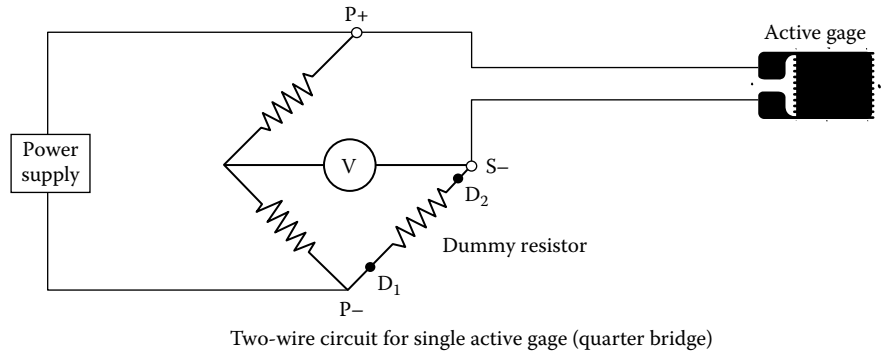 P+
Active gage
Power
supply
V
S–
D2
Dummy resistor
D1
P–
Two-wire circuit for single active gage (quarter bridge)